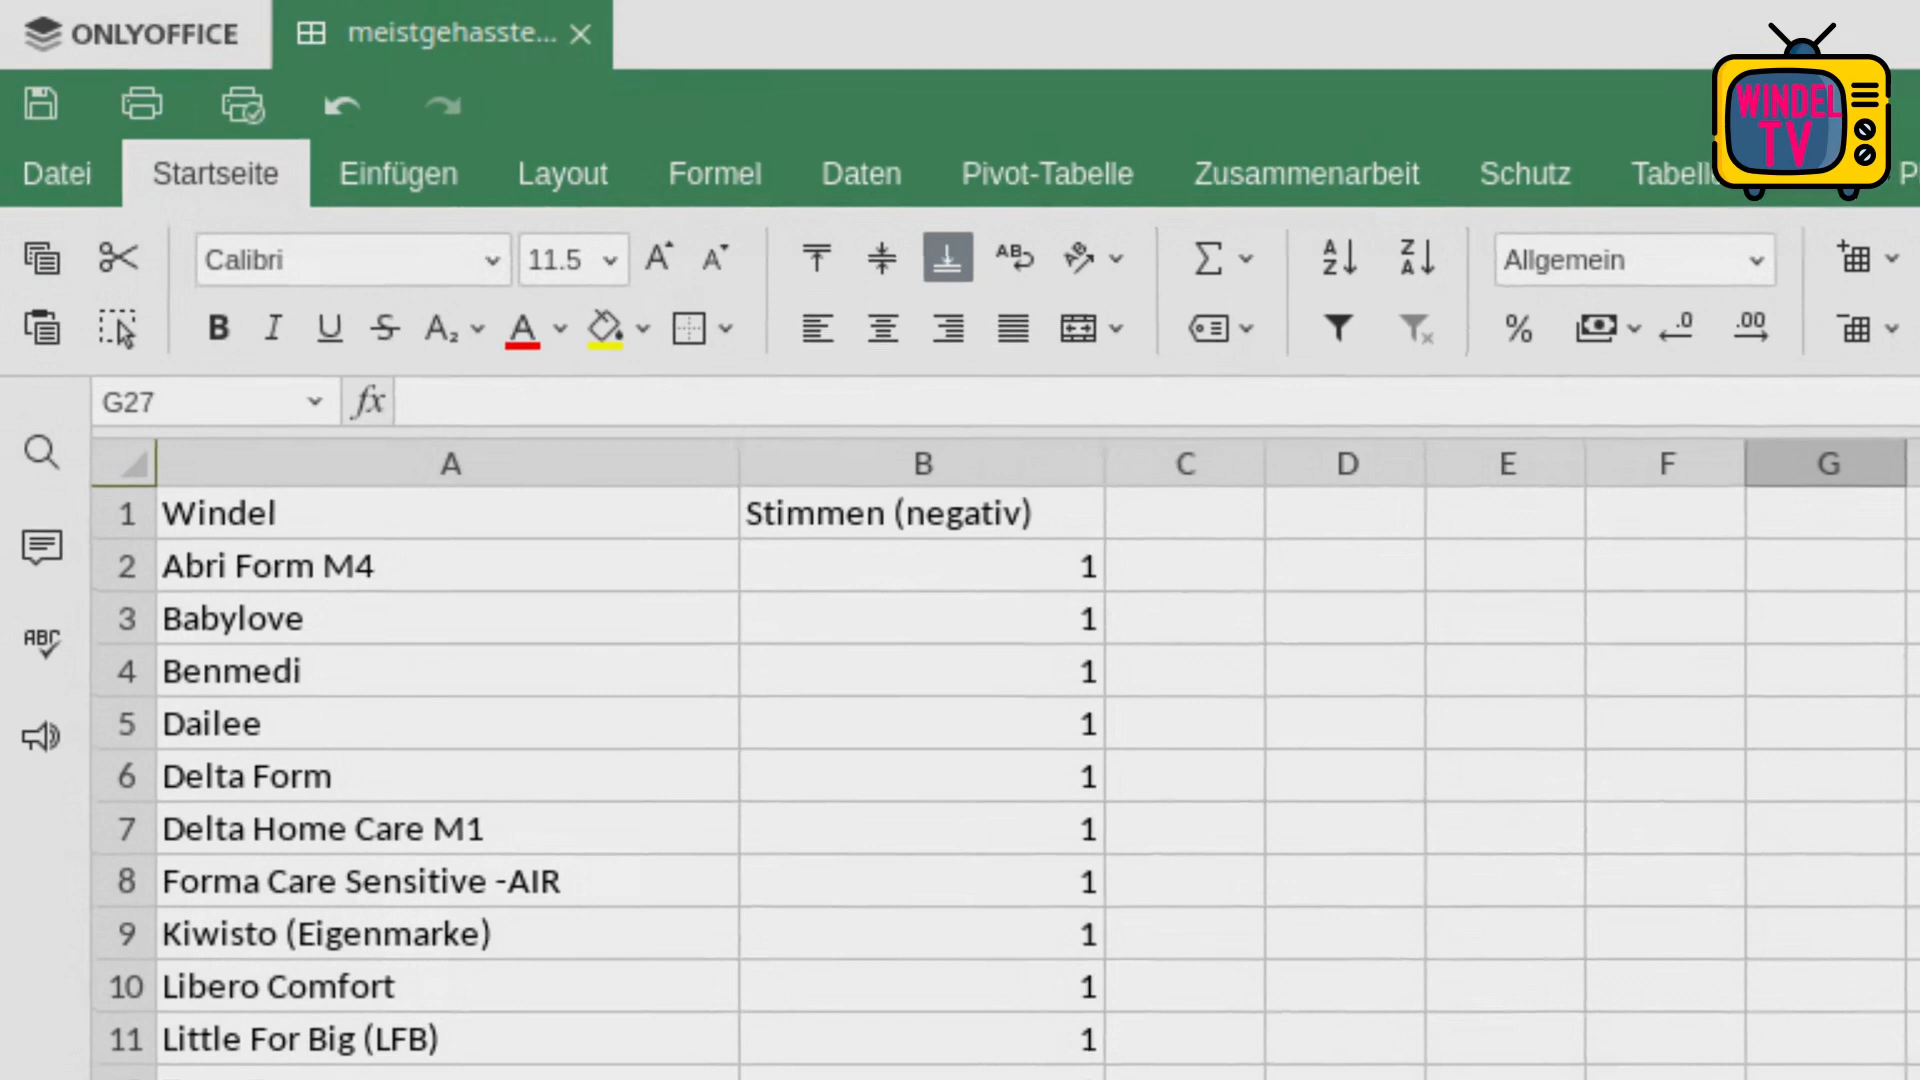 ONLYOFFICE
meistgehasste...
WINDEL
TV
Datei Startseite Einfügen Layout Formel Daten Pivot-Tabelle Zusammenarbeit Schutz
Calibri 11.5 Allgemein
G27
A B C D E F G
1 Windel Stimmen (negativ)
2 Abri Form M4 1
3 Babylove 1
4 Benmedi 1
5 Dailee 1
6 Delta Form 1
7 Delta Home Care M1 1
8 Forma Care Sensitive -AIR 1
9 Kiwisto (Eigenmarke) 1
10 Libero Comfort 1
11 Little For Big (LFB) 1